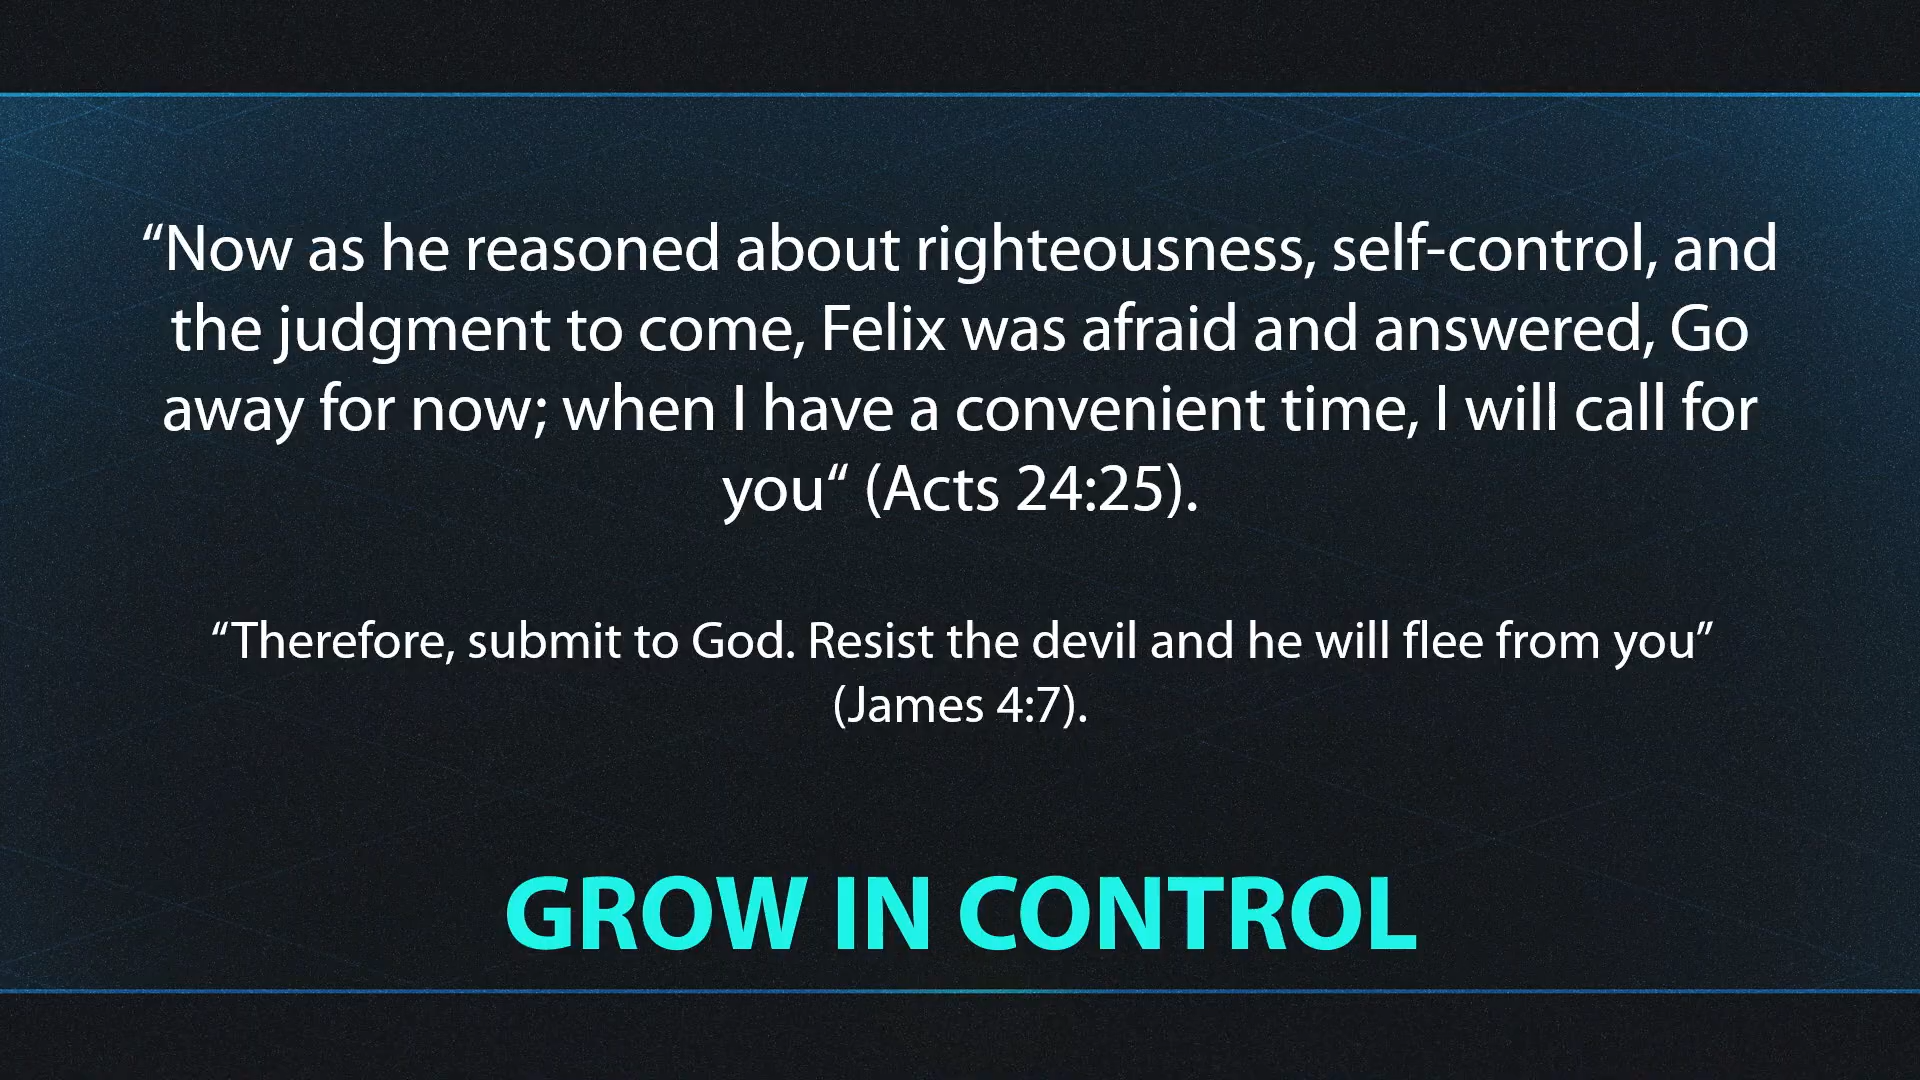 “Now as he reasoned about righteousness, self-control, and
the judgment to come, Felix was afraid and answered, Go
away for now; when I have a convenient time, I will call for
you“ (Acts 24:25).
“Therefore, submit to God. Resist the devil and he will flee from you”
(James 4:7).
GROW IN CONTROL